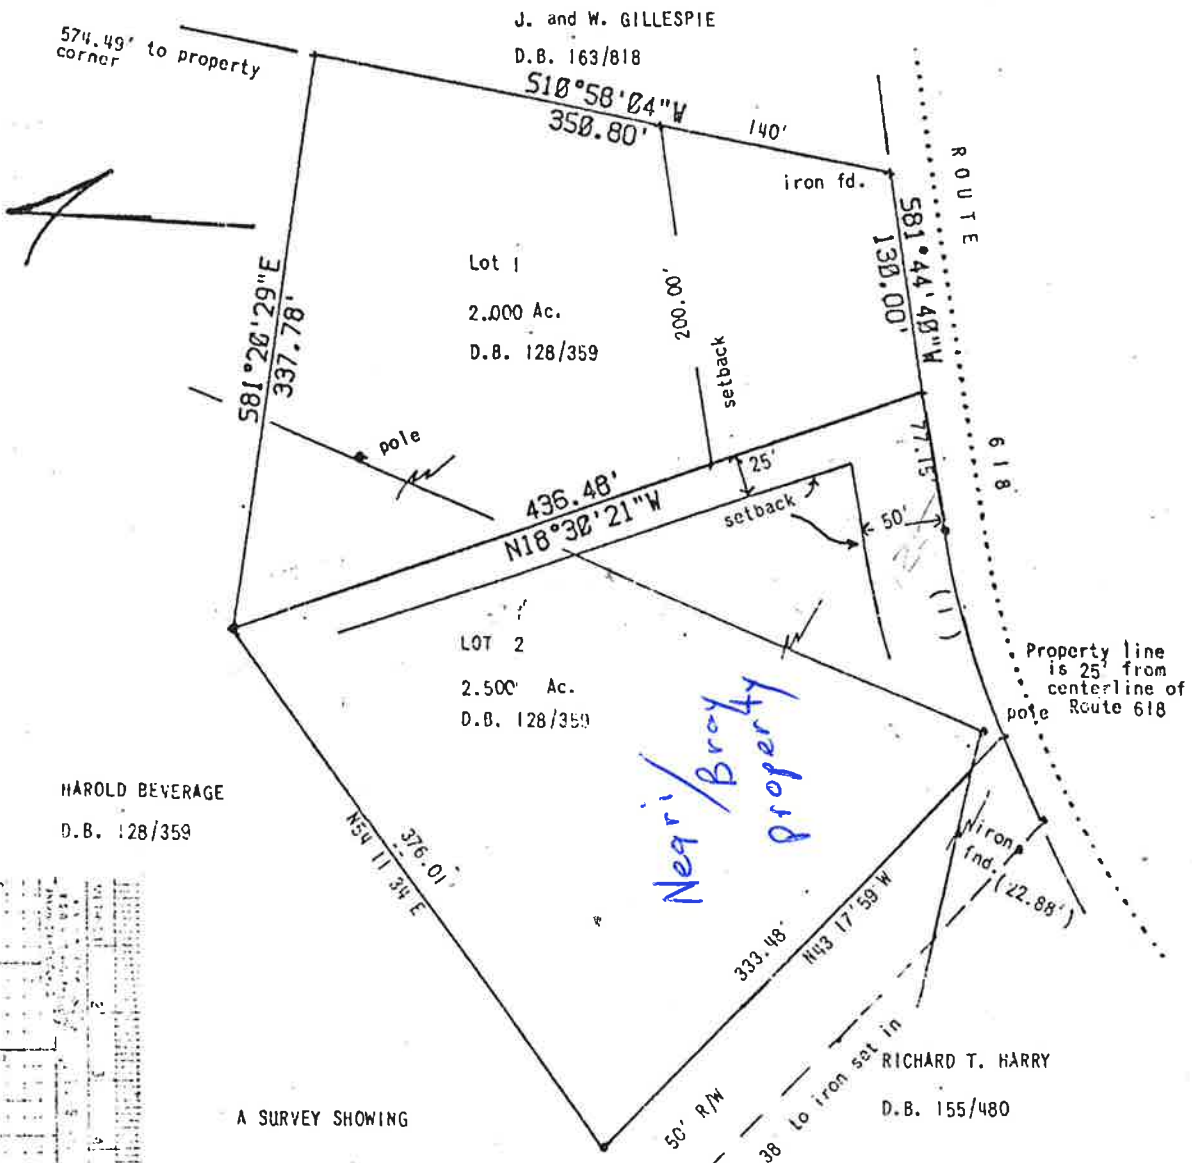 J. and W. GILLESPIE
D.B. 163/818
574.49' to property
corner
S10°58'04"W
350.80'
140'
iron fd.
ROUTE
618
S81°44'40"W
130.00'
Lot 1
2.000 Ac.
D.B. 128/359
200.00'
setback
S81°20'29"E
337.78'
pole
436.48'
N18°30'21"W
25'
setback
77.15'
50'
(1)
LOT 2
2.500 Ac.
D.B. 128/359
Property line
is 25' from
centerline of
Route 618
pole
Negri/
Bray
property
HAROLD BEVERAGE
D.B. 128/359
376.01'
N54 11 34 E
iron
fnd.
(22.88')
333.48'
N43 17'59"W
50' R/W
38 to iron set in
RICHARD T. HARRY
D.B. 155/480
A SURVEY SHOWING